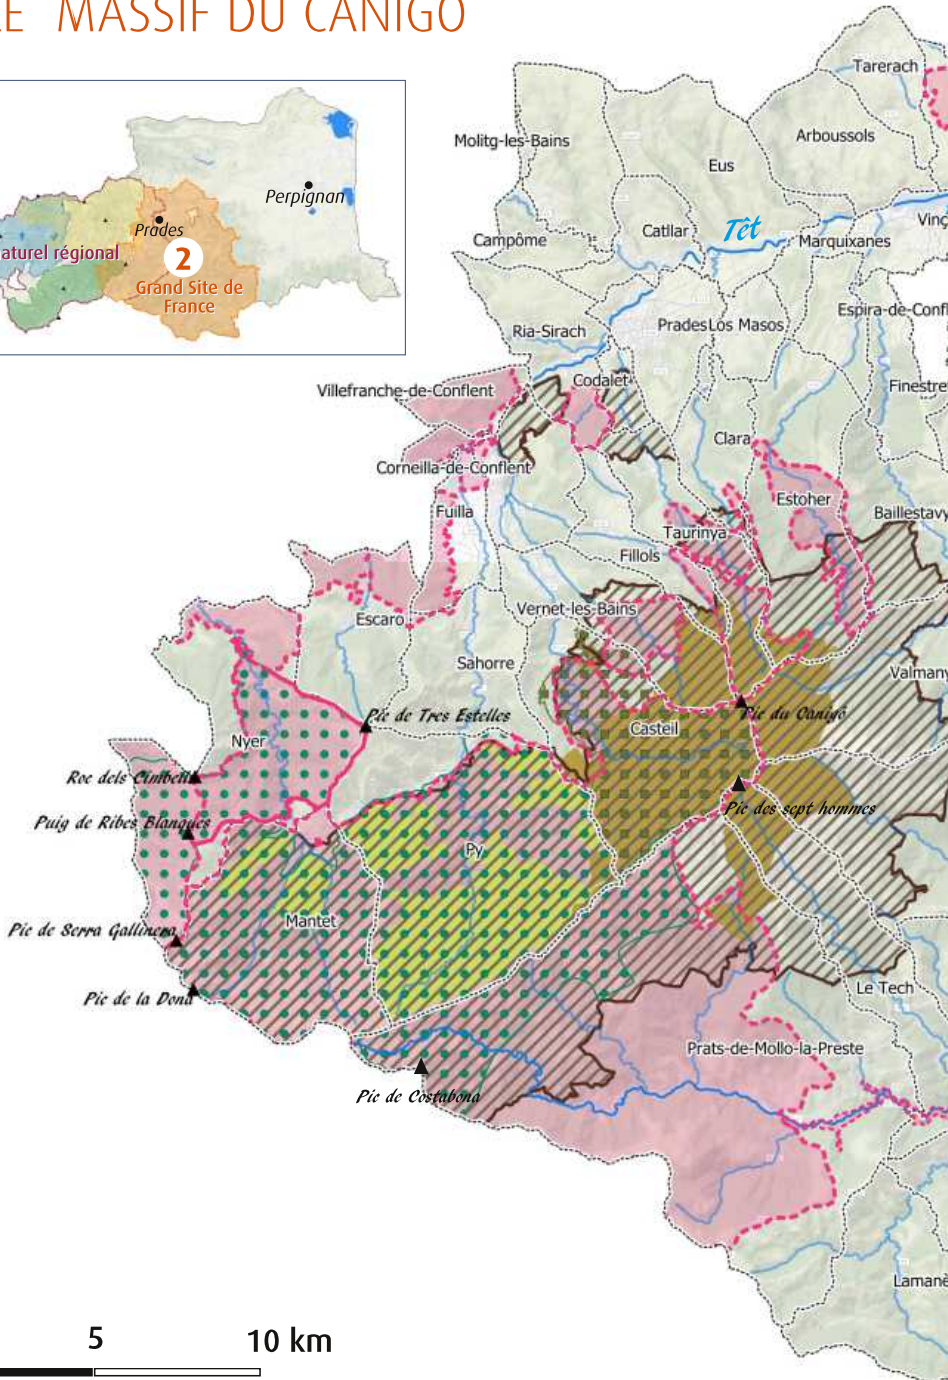 LE MASSIF DU CANIGÓ
Perpignan
Prades
aturel régional
2
Grand Site de
France
Tarerach
Molitg-les-Bains
Arboussols
Eus
Campôme
Catllar
Têt
Marquixanes
Vinç
Ria-Sirach
Prades
Los Masos
Espira-de-Confl
Villefranche-de-Conflent
Codalet
Finestre
Clara
Corneilla-de-Conflent
Fuilla
Estoher
Baillestavy
Taurinya
Fillols
Escaro
Vernet-les-Bains
Sahorre
Valmany
Pic de Tres Estelles
Pic du Canigó
Casteil
Nyer
Roc dels Cimbells
Pic des sept hommes
Puig de Ribes Blanques
Py
Mantet
Pic de Serra Gallinera
Pic de la Dona
Le Tech
Prats-de-Mollo-la-Preste
Pic de Costabona
Lamanè
5
10 km